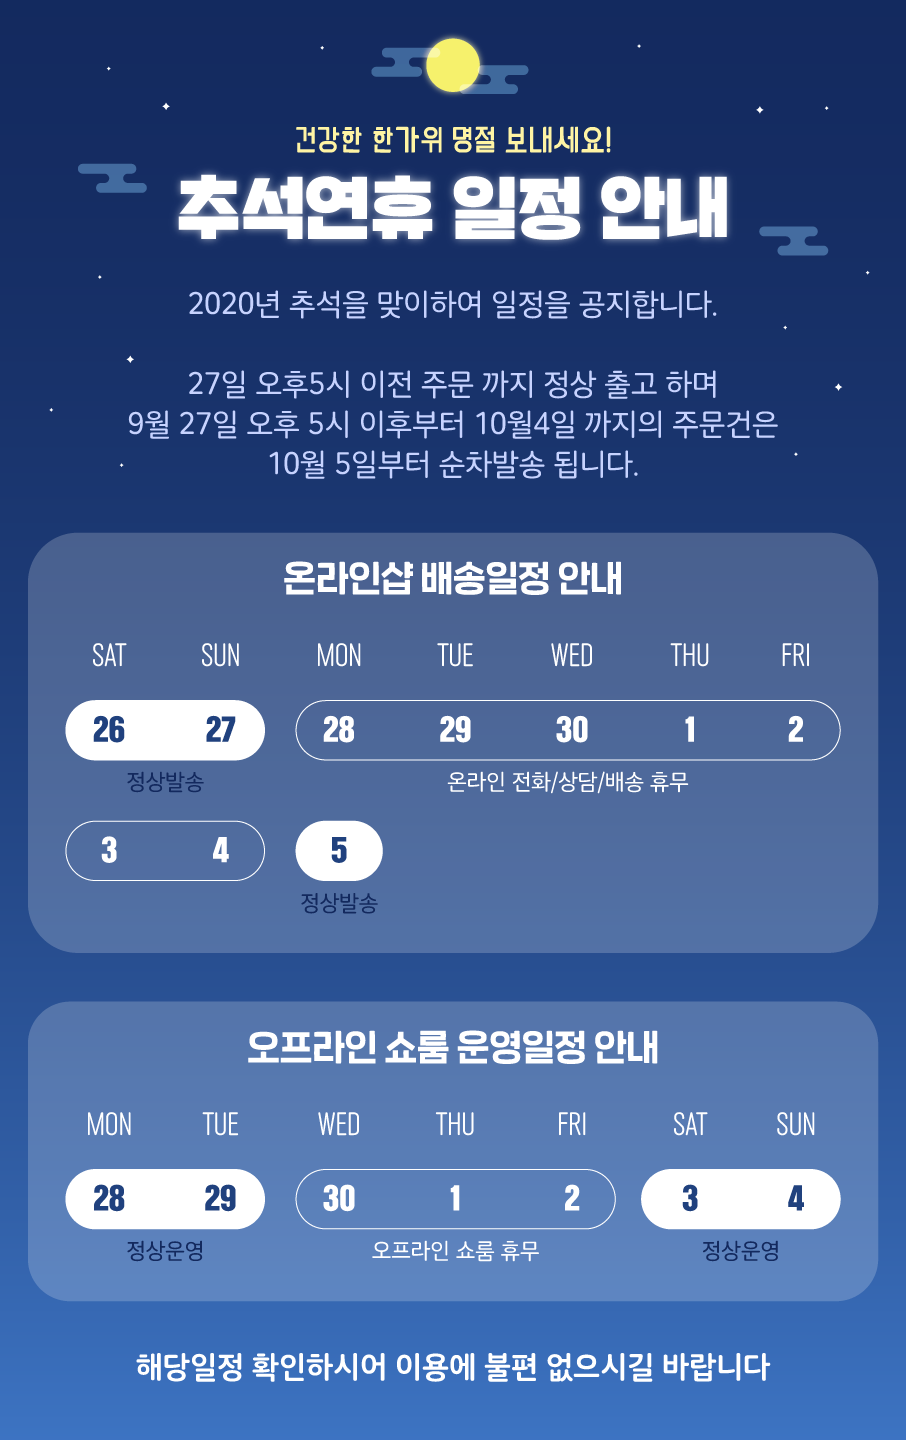 건강한 한가위 명절 보내세요!
추석연휴 일정 안내
2020년 추석을 맞이하여 일정을 공지합니다.
27일 오후5시 이전 주문 까지 정상 출고 하며
9월 27일 오후 5시 이후부터 10월4일 까지의 주문건은
10월 5일부터 순차발송 됩니다.
온라인샵 배송일정 안내
SAT SUN MON TUE WED THU FRI
26 27 28 29 30 1 2
정상발송 온라인 전화/상담/배송 휴무
3 4 5
정상발송
오프라인 쇼룸 운영일정 안내
MON TUE WED THU FRI SAT SUN
28 29 30 1 2 3 4
정상운영 오프라인 쇼룸 휴무 정상운영
해당일정 확인하시어 이용에 불편 없으시길 바랍니다